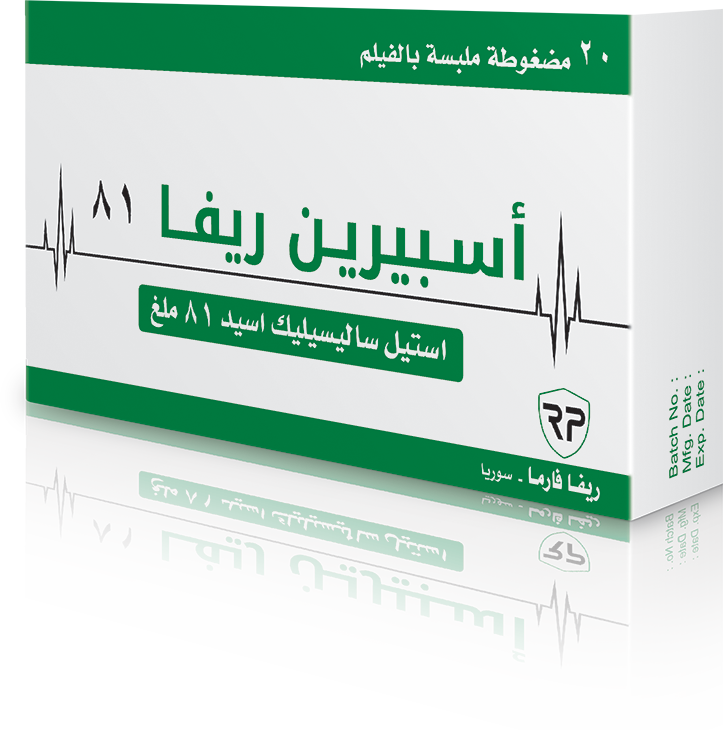 ٢٠ مضغوطة ملبسة بالفيلم
أسبيرين ريفا ٨١
استيل ساليسيليك اسيد ٨١ ملغ
RP
ريفا فارما - سوريا
Batch No. :
Mfg. Date :
Exp. Date :